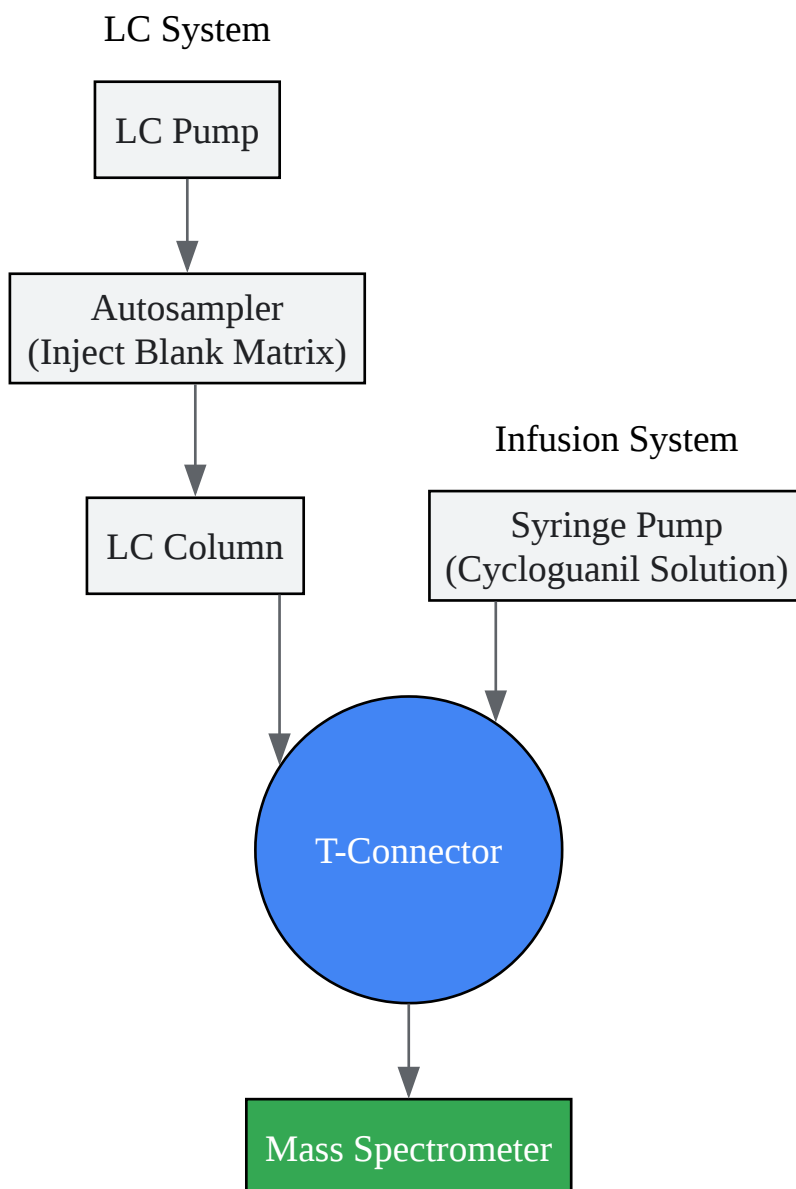 LC System
LC Pump
Autosampler
(Inject Blank Matrix)
Infusion System
LC Column
Syringe Pump
(Cycloguanil Solution)
T-Connector
Mass Spectrometer